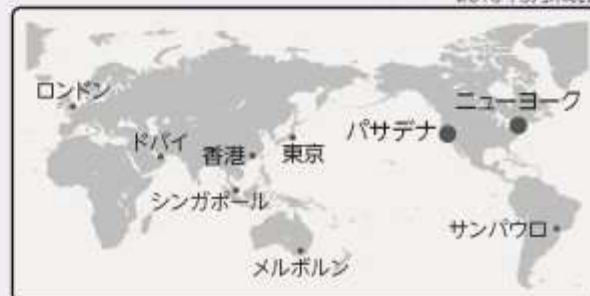 ロンドン
ニューヨーク
パサデナ
ドバイ
香港
東京
シンガポール
サンパウロ
メルボルン